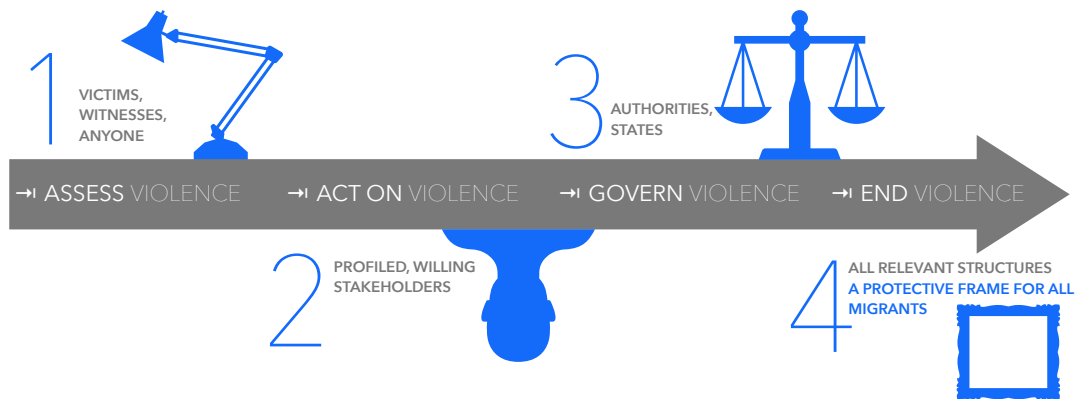 1
VICTIMS,
WITNESSES,
ANYONE
3
AUTHORITIES,
STATES
→I ASSESS VIOLENCE
→I ACT ON VIOLENCE
→I GOVERN VIOLENCE
→I END VIOLENCE
2
PROFILED, WILLING
STAKEHOLDERS
4
ALL RELEVANT STRUCTURES
A PROTECTIVE FRAME FOR ALL
MIGRANTS